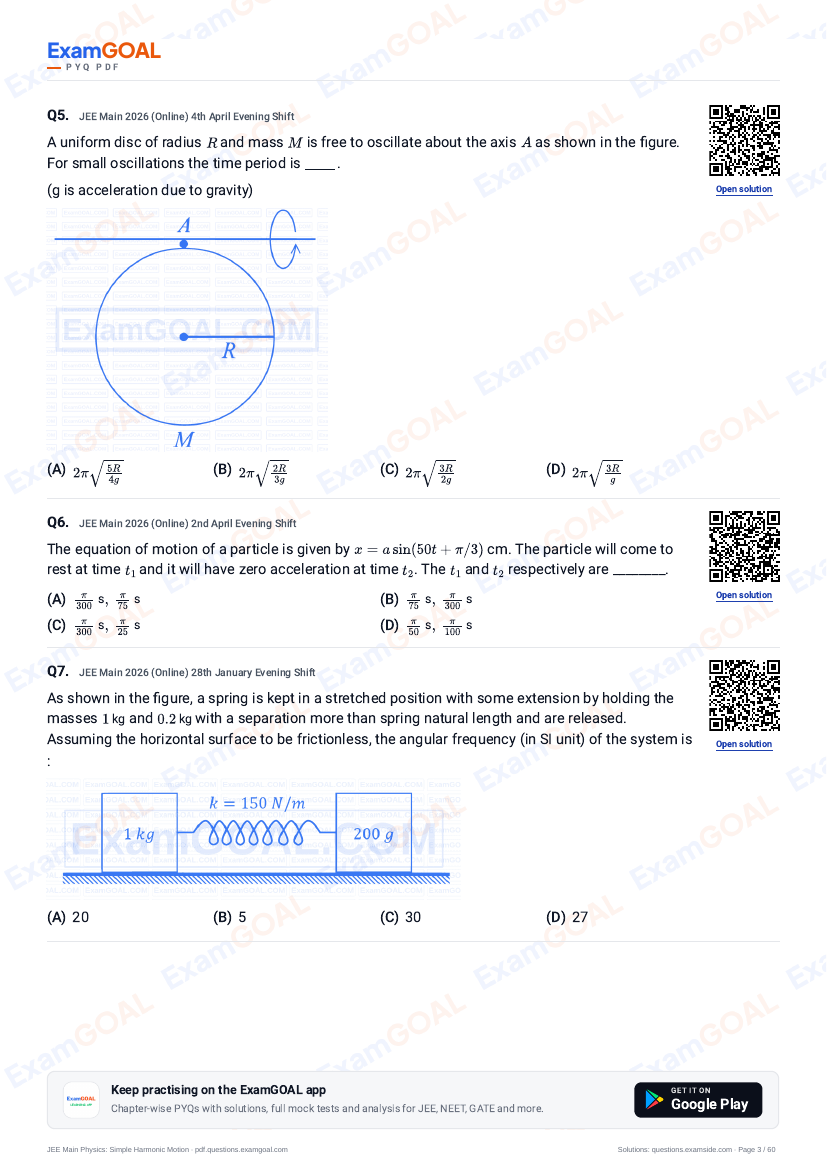 ExamGOAL
PYQ PDF
Q5. JEE Main 2026 (Online) 4th April Evening Shift
A uniform disc of radius R and mass M is free to oscillate about the axis A as shown in the figure.
For small oscillations the time period is ____ .
(g is acceleration due to gravity)
Open solution
A
ExamGOAL.COM
R
M
(A) 2π√(5R/4g) (B) 2π√(2R/3g) (C) 2π√(3R/2g) (D) 2π√(3R/g)
Q6. JEE Main 2026 (Online) 2nd April Evening Shift
The equation of motion of a particle is given by x = a sin(50t + π/3) cm. The particle will come to
rest at time t₁ and it will have zero acceleration at time t₂. The t₁ and t₂ respectively are ________.
Open solution
(A) π/300 s, π/75 s (B) π/75 s, π/300 s
(C) π/300 s, π/25 s (D) π/50 s, π/100 s
Q7. JEE Main 2026 (Online) 28th January Evening Shift
As shown in the figure, a spring is kept in a stretched position with some extension by holding the
masses 1 kg and 0.2 kg with a separation more than spring natural length and are released.
Assuming the horizontal surface to be frictionless, the angular frequency (in SI unit) of the system is
:
Open solution
k = 150 N/m
1 kg 200 g
ExamGOAL.COM
(A) 20 (B) 5 (C) 30 (D) 27
Keep practising on the ExamGOAL app
Chapter-wise PYQs with solutions, full mock tests and analysis for JEE, NEET, GATE and more.
GET IT ON
Google Play
JEE Main Physics: Simple Harmonic Motion · pdf.questions.examgoal.com Solutions: questions.examside.com · Page 3 / 60